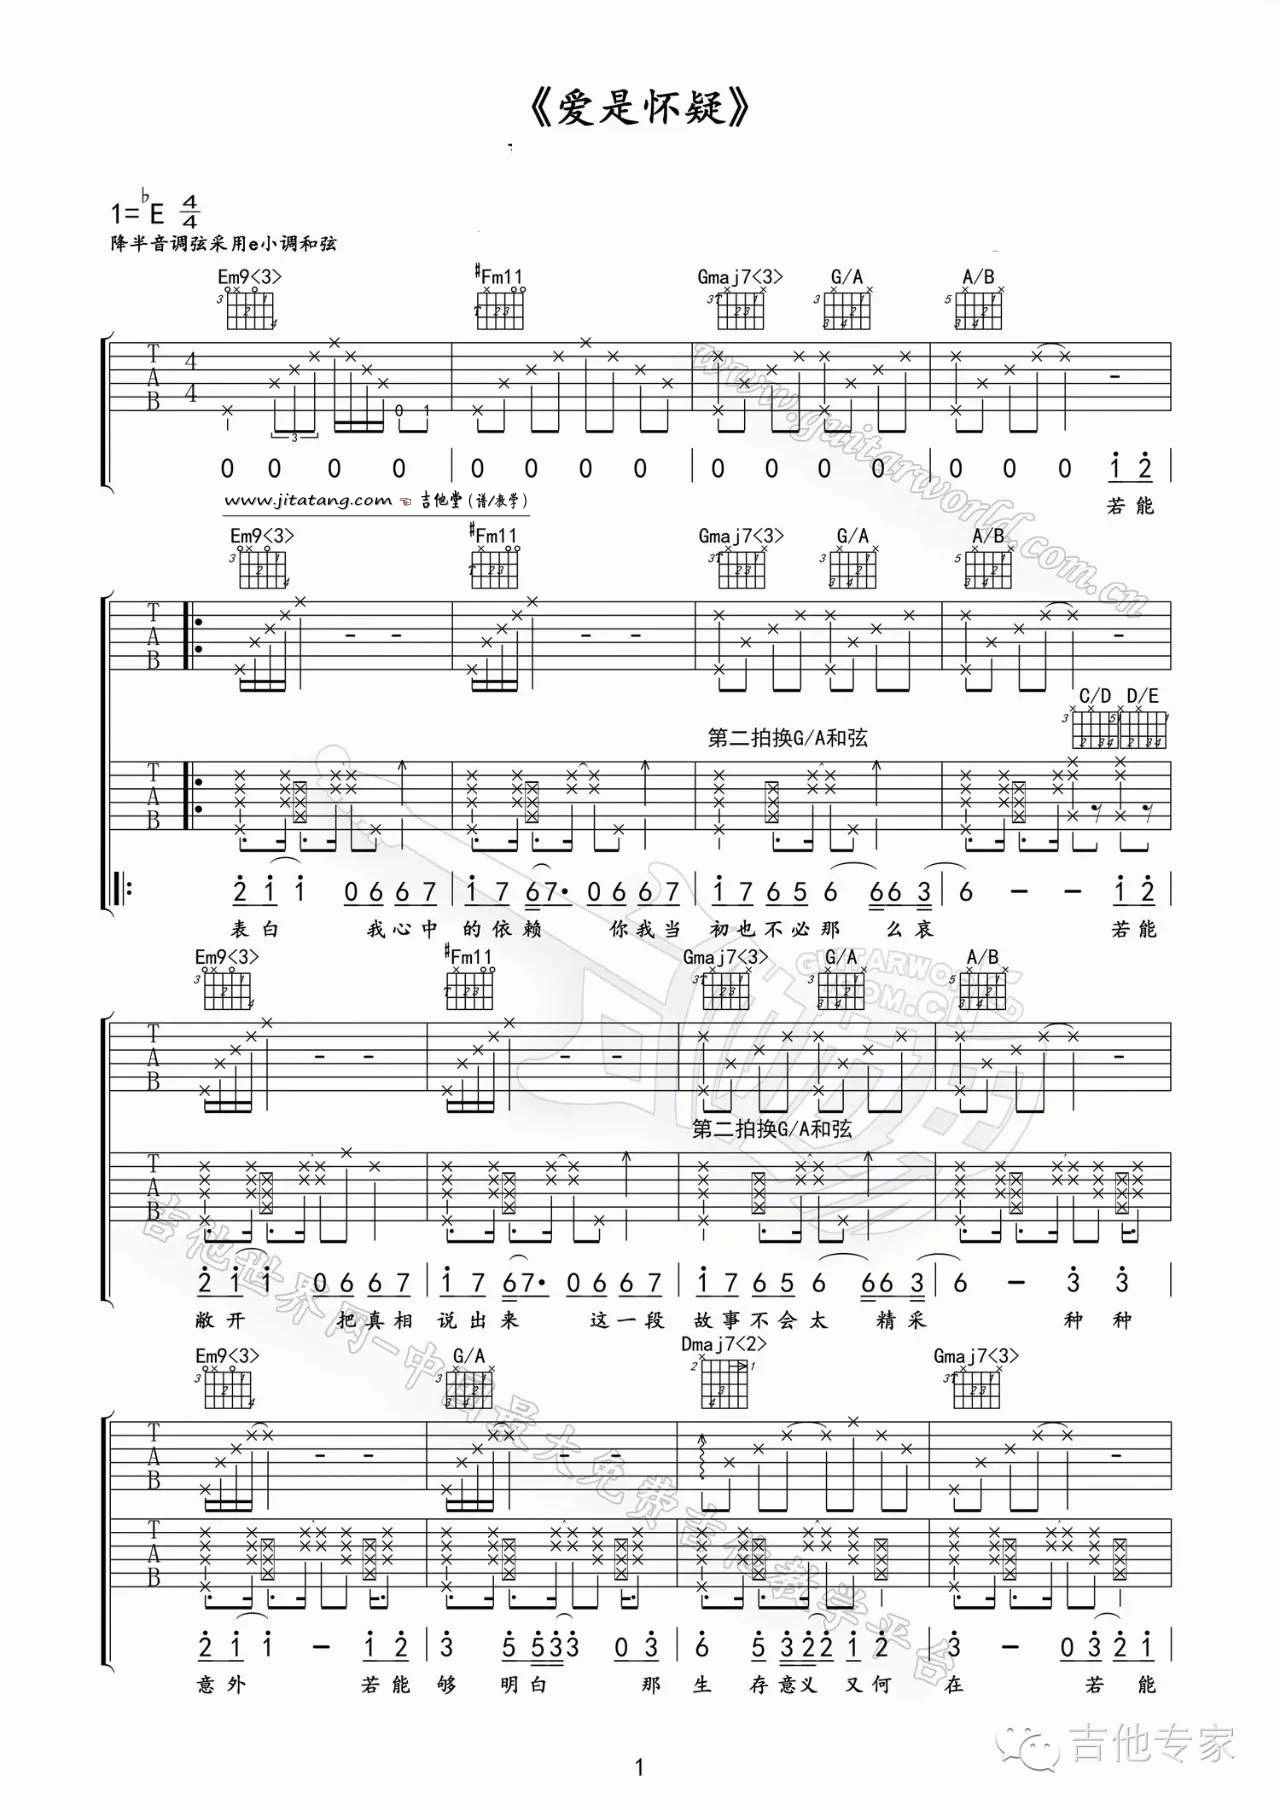 《爱是怀疑》
1=♭E 4/4
降半音调弦采用e小调和弦
Em9<3> #Fm11 Gmaj7<3> G/A A/B
0 0 0 0 0 0 0 0 0 0 0 0 0 0 0 1 2
若能
www.jitatang.com 吉他堂(谱/教学)
Em9<3> #Fm11 Gmaj7<3> G/A A/B
C/D D/E
第二拍换G/A和弦
2 1 1 0 6 6 7 1 7 6 7· 0 6 6 7 1 7 6 5 6 6 6 3 6 – – 1 2
表白 我心中 的依赖 你我当 初也不必那 么哀 若能
Em9<3> #Fm11 Gmaj7<3> G/A A/B
第二拍换G/A和弦
2 1 1 0 6 6 7 1 7 6 7· 0 6 6 7 1 7 6 5 6 6 6 3 6 – 3 3
敞开 把真相 说出来 这一段 故事不会太 精采 种种
Em9<3> G/A Dmaj7<2> Gmaj7<3>
2 1 1 – 1 2 3 5 5 3 3 0 3 6 5 3 2 2 1 2 3 – 0 3 2 1
意外 若能够 明白 那生 存意义又何在 若能
www.guitarworld.com.cn
GUITARWORLD
.COM.CN
吉他世界网-中国最大免费吉他教学平台
吉他专家
1